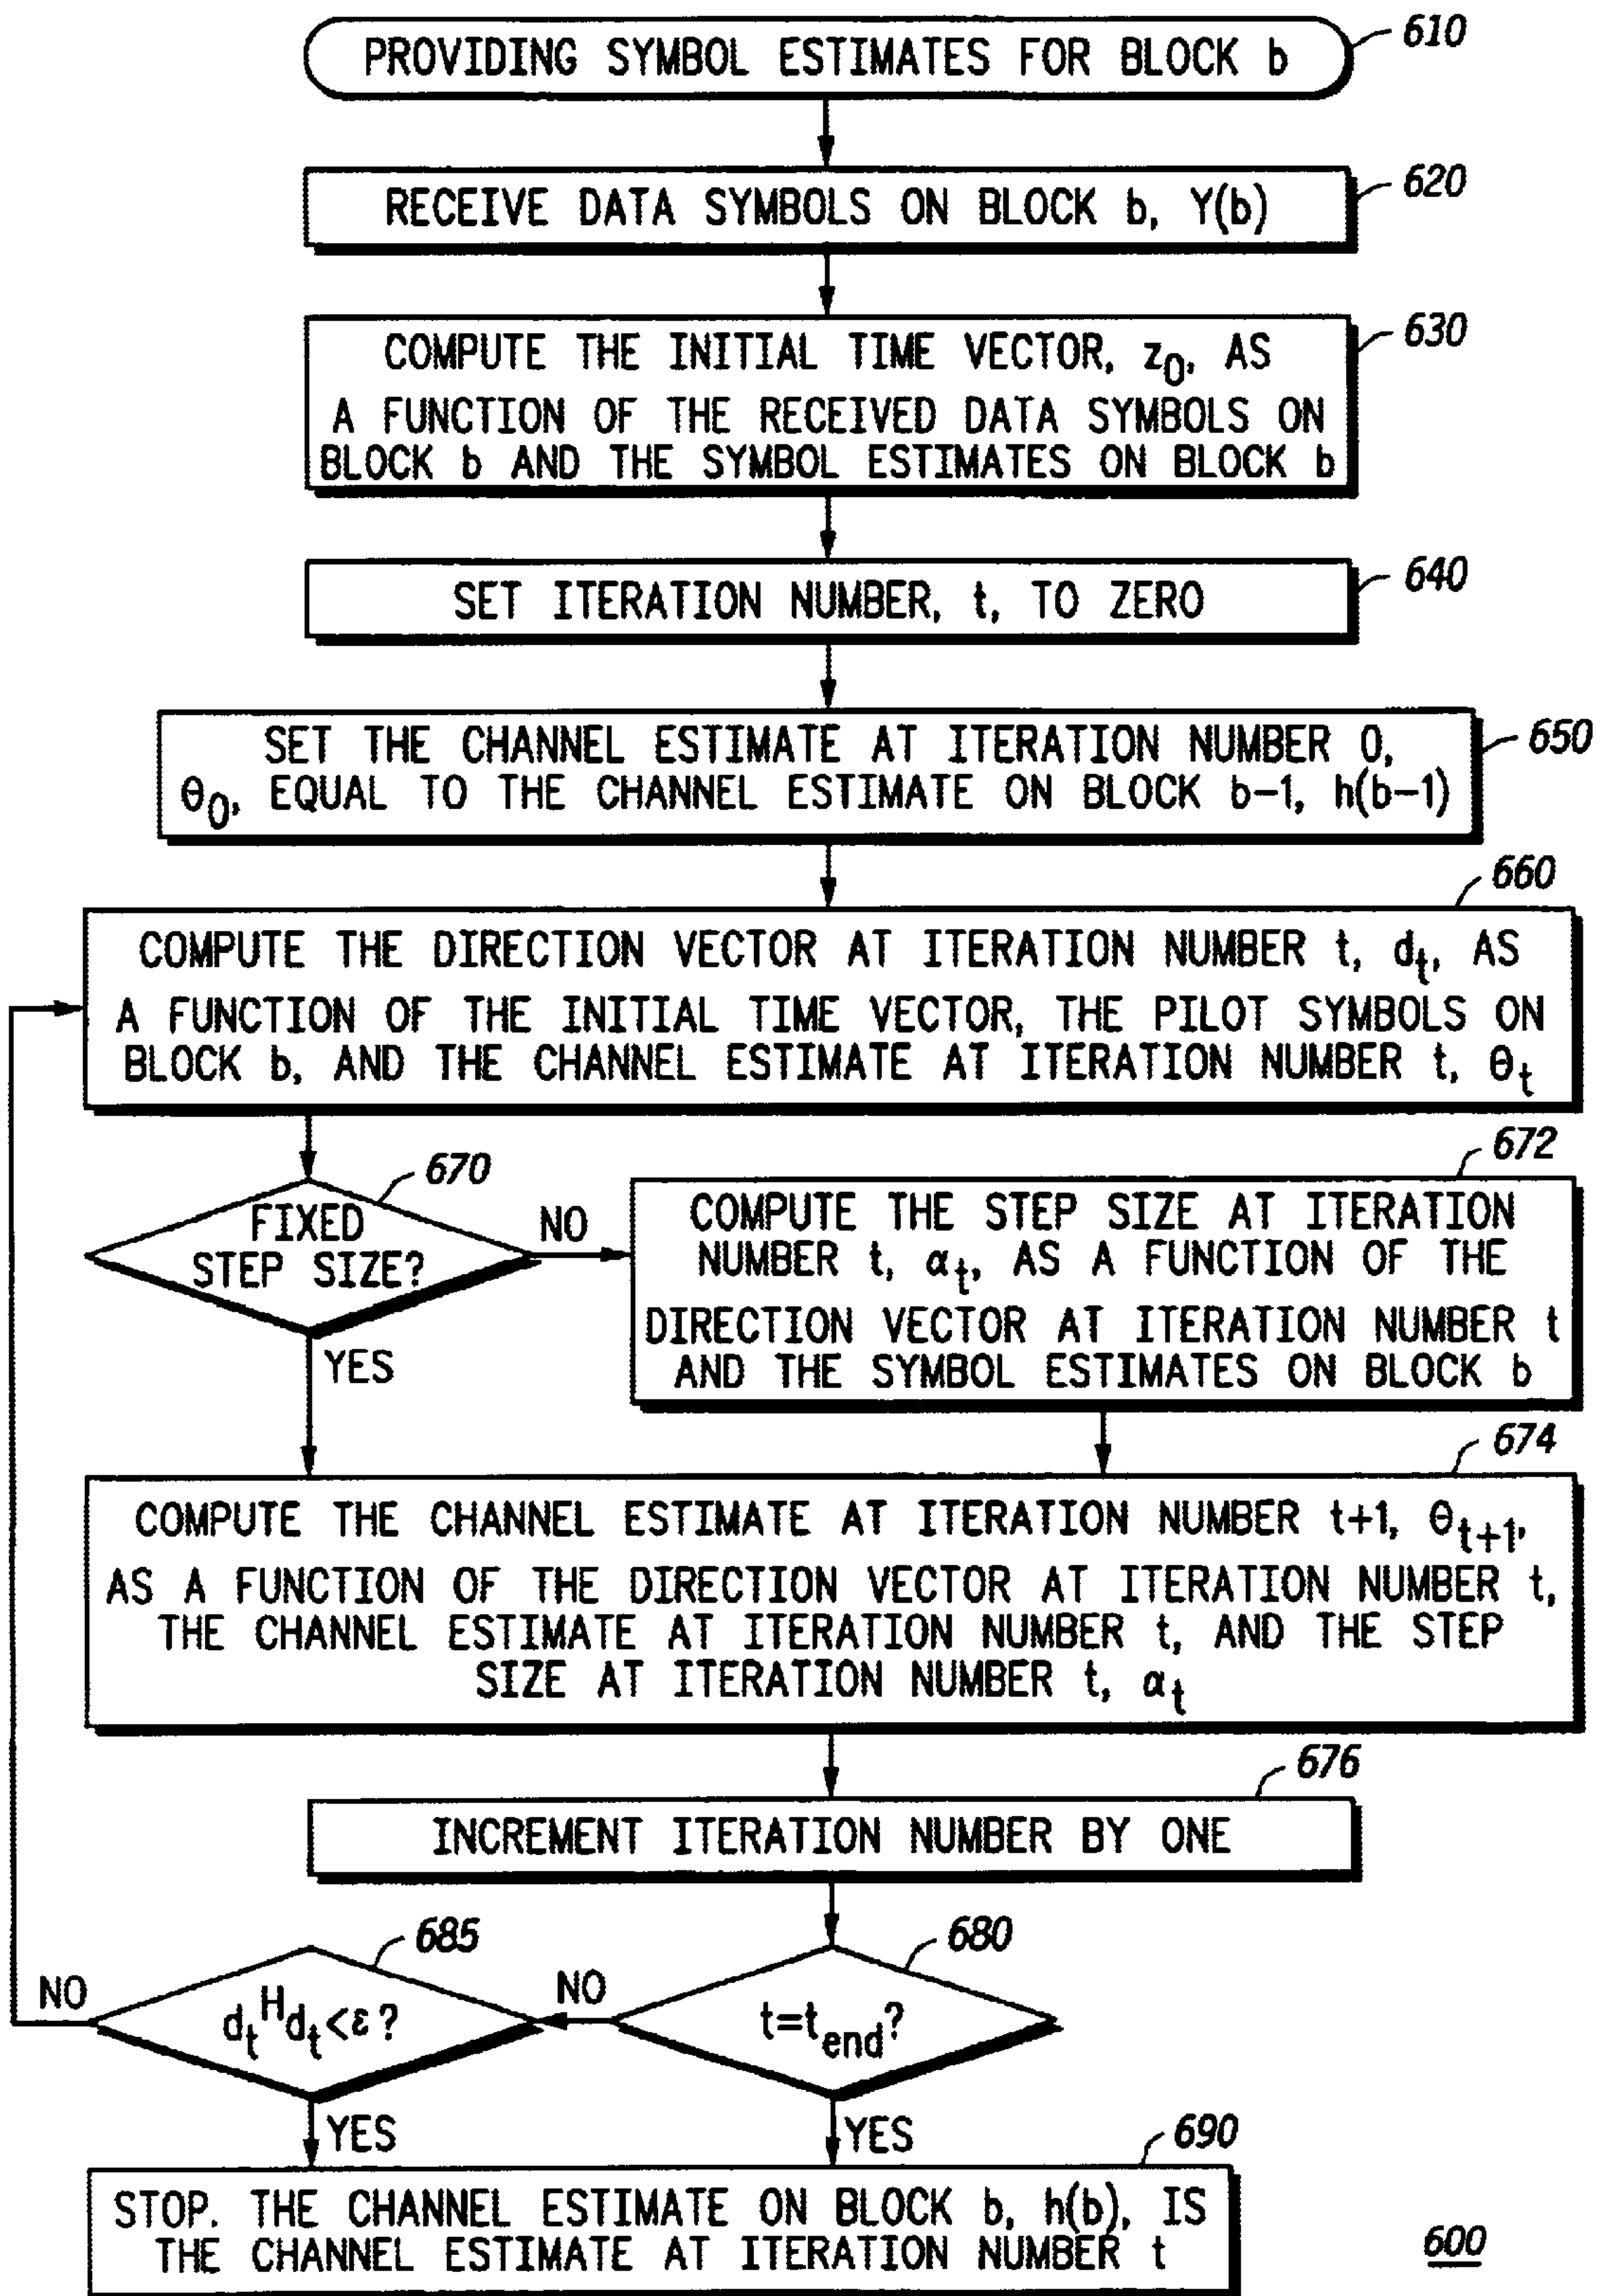 PROVIDING SYMBOL ESTIMATES FOR BLOCK b
610
RECEIVE DATA SYMBOLS ON BLOCK b, Y(b)
620
COMPUTE THE INITIAL TIME VECTOR, z0, AS
A FUNCTION OF THE RECEIVED DATA SYMBOLS ON
BLOCK b AND THE SYMBOL ESTIMATES ON BLOCK b
630
SET ITERATION NUMBER, t, TO ZERO
640
SET THE CHANNEL ESTIMATE AT ITERATION NUMBER 0,
θ0, EQUAL TO THE CHANNEL ESTIMATE ON BLOCK b-1, h(b-1)
650
660
COMPUTE THE DIRECTION VECTOR AT ITERATION NUMBER t, dt, AS
A FUNCTION OF THE INITIAL TIME VECTOR, THE PILOT SYMBOLS ON
BLOCK b, AND THE CHANNEL ESTIMATE AT ITERATION NUMBER t, θt
670
FIXED
STEP SIZE?
NO
YES
672
COMPUTE THE STEP SIZE AT ITERATION
NUMBER t, αt, AS A FUNCTION OF THE
DIRECTION VECTOR AT ITERATION NUMBER t
AND THE SYMBOL ESTIMATES ON BLOCK b
674
COMPUTE THE CHANNEL ESTIMATE AT ITERATION NUMBER t+1, θt+1,
AS A FUNCTION OF THE DIRECTION VECTOR AT ITERATION NUMBER t,
THE CHANNEL ESTIMATE AT ITERATION NUMBER t, AND THE STEP
SIZE AT ITERATION NUMBER t, αt
676
INCREMENT ITERATION NUMBER BY ONE
680
t=tend?
NO
YES
685
dtHdt<ε?
NO
YES
690
STOP. THE CHANNEL ESTIMATE ON BLOCK b, h(b), IS
THE CHANNEL ESTIMATE AT ITERATION NUMBER t
600